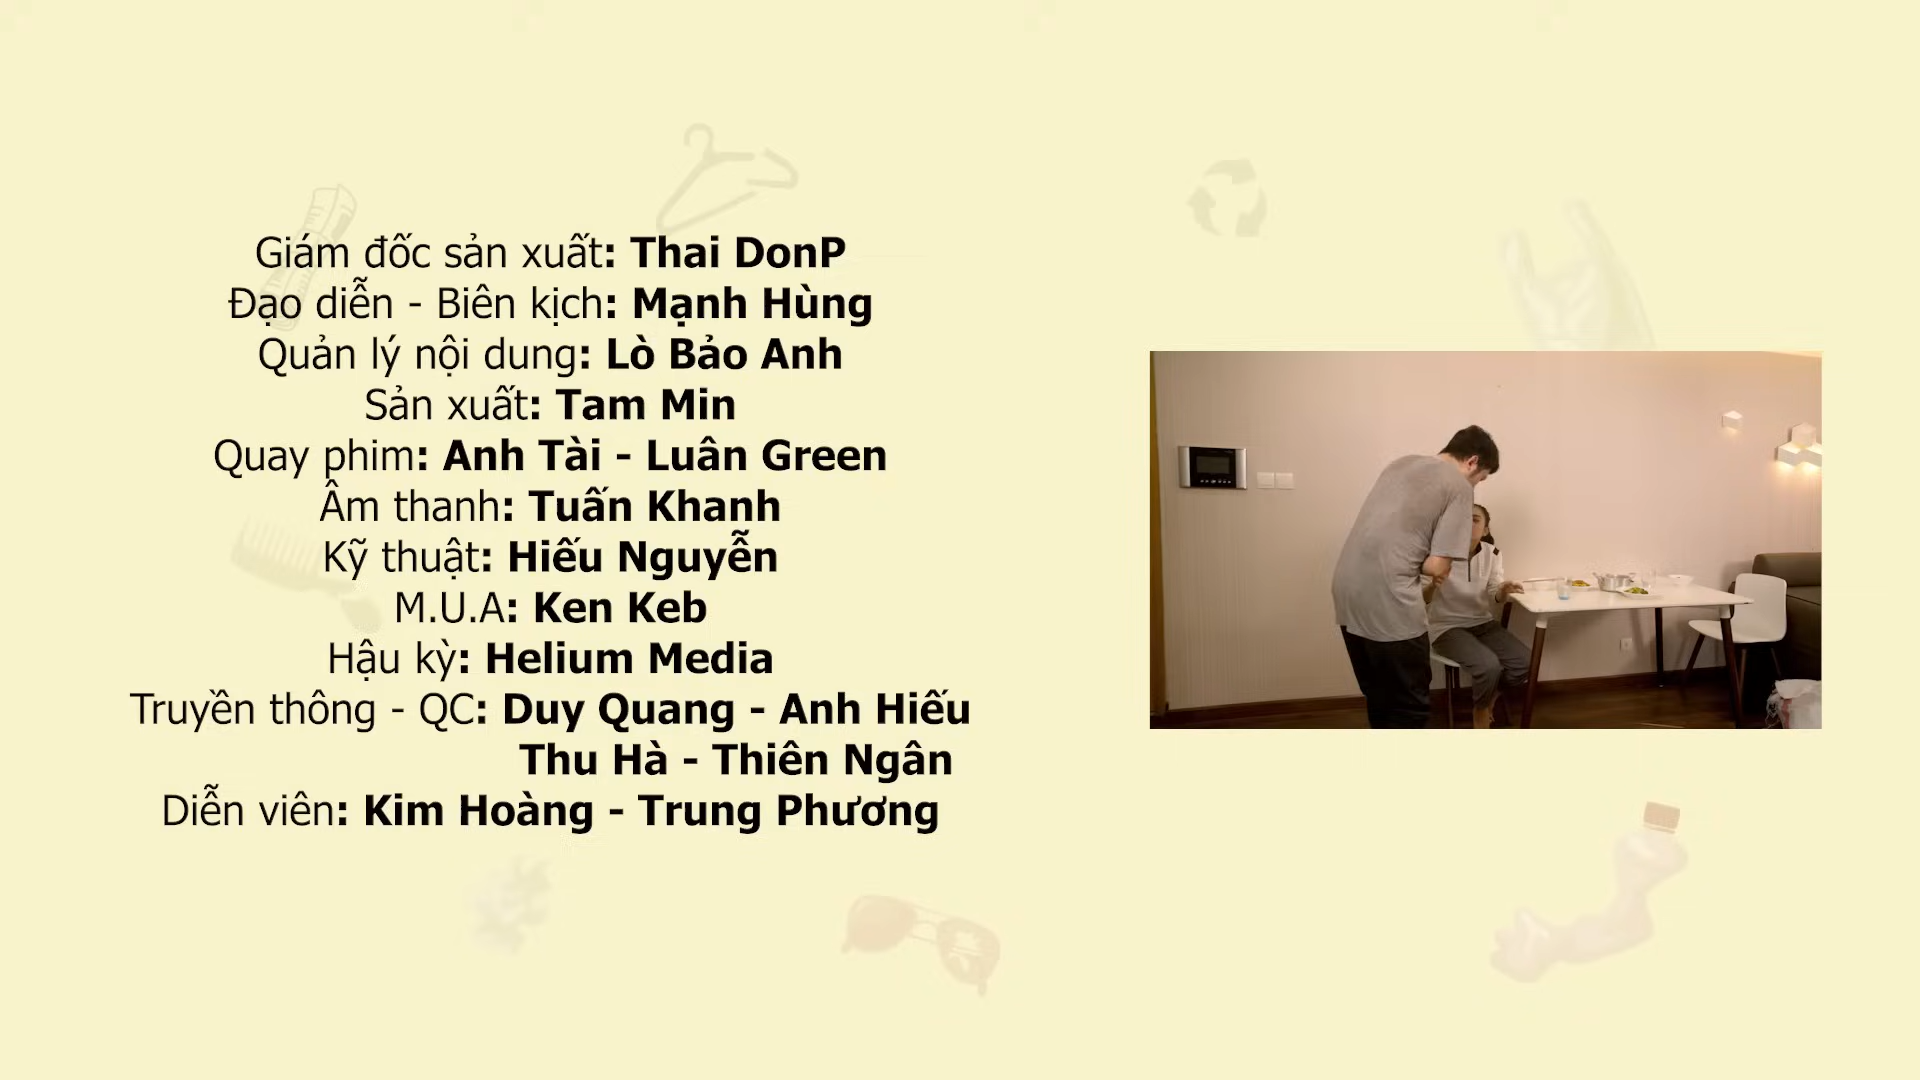 Giám đốc sản xuất: Thai DonP
Đạo diễn - Biên kịch: Mạnh Hùng
Quản lý nội dung: Lò Bảo Anh
Sản xuất: Tam Min
Quay phim: Anh Tài - Luân Green
Âm thanh: Tuấn Khanh
Kỹ thuật: Hiếu Nguyễn
M.U.A: Ken Keb
Hậu kỳ: Helium Media
Truyền thông - QC: Duy Quang - Anh Hiếu
Thu Hà - Thiên Ngân
Diễn viên: Kim Hoàng - Trung Phương